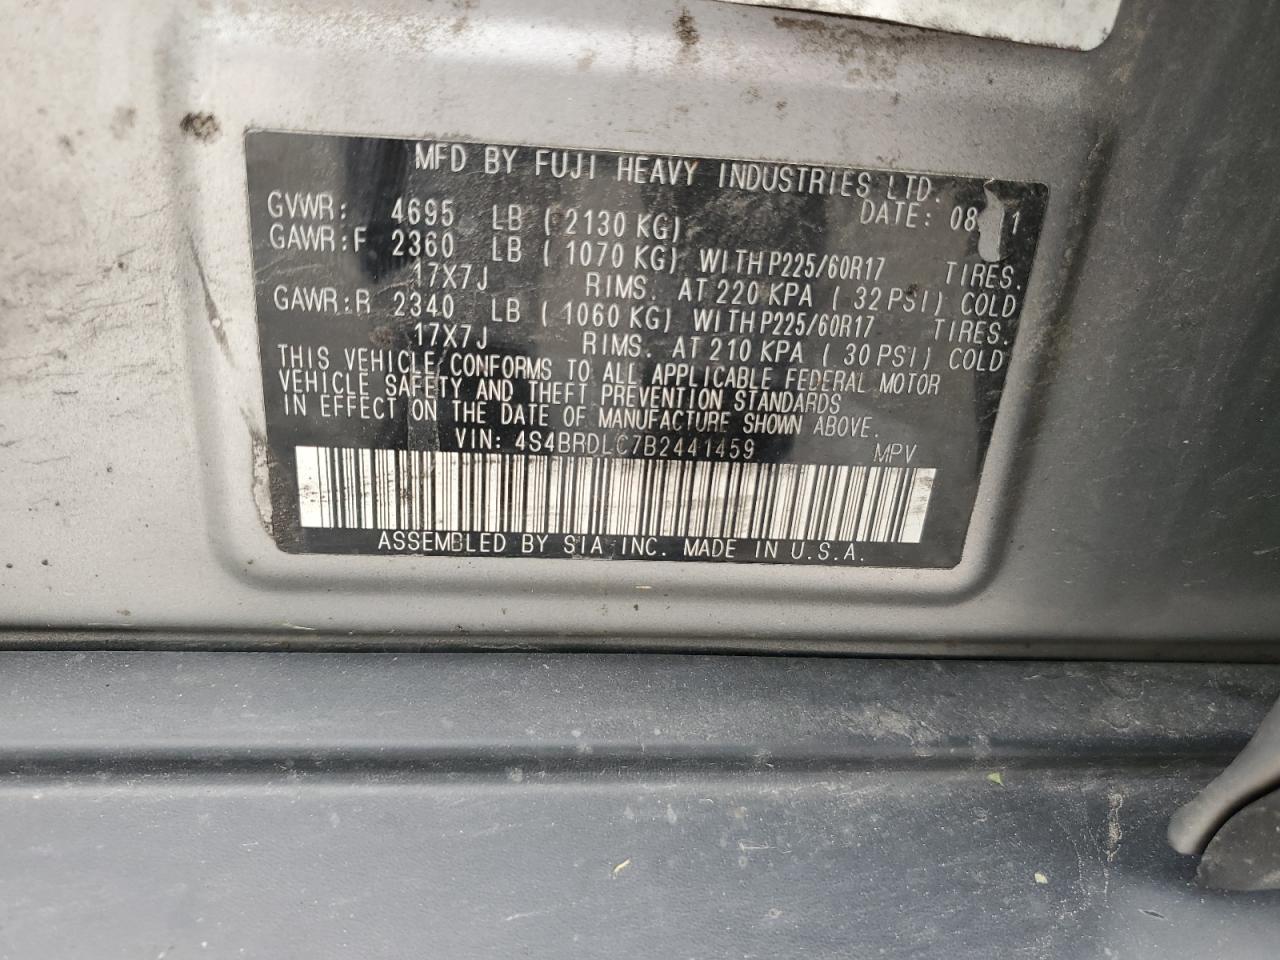 MFD BY FUJI HEAVY INDUSTRIES LTD.
DATE: 08 1
GVWR: 4695 LB ( 2130 KG)
GAWR:F 2360 LB ( 1070 KG) WITH P225/60R17 TIRES.
17X7J RIMS. AT 220 KPA ( 32 PSI) COLD
GAWR:R 2340 LB ( 1060 KG) WITH P225/60R17 TIRES.
17X7J RIMS. AT 210 KPA ( 30 PSI) COLD
THIS VEHICLE CONFORMS TO ALL APPLICABLE FEDERAL MOTOR
VEHICLE SAFETY AND THEFT PREVENTION STANDARDS
IN EFFECT ON THE DATE OF MANUFACTURE SHOWN ABOVE.
VIN: 4S4BRDLC7B2441459 MPV
ASSEMBLED BY SIA INC. MADE IN U.S.A.